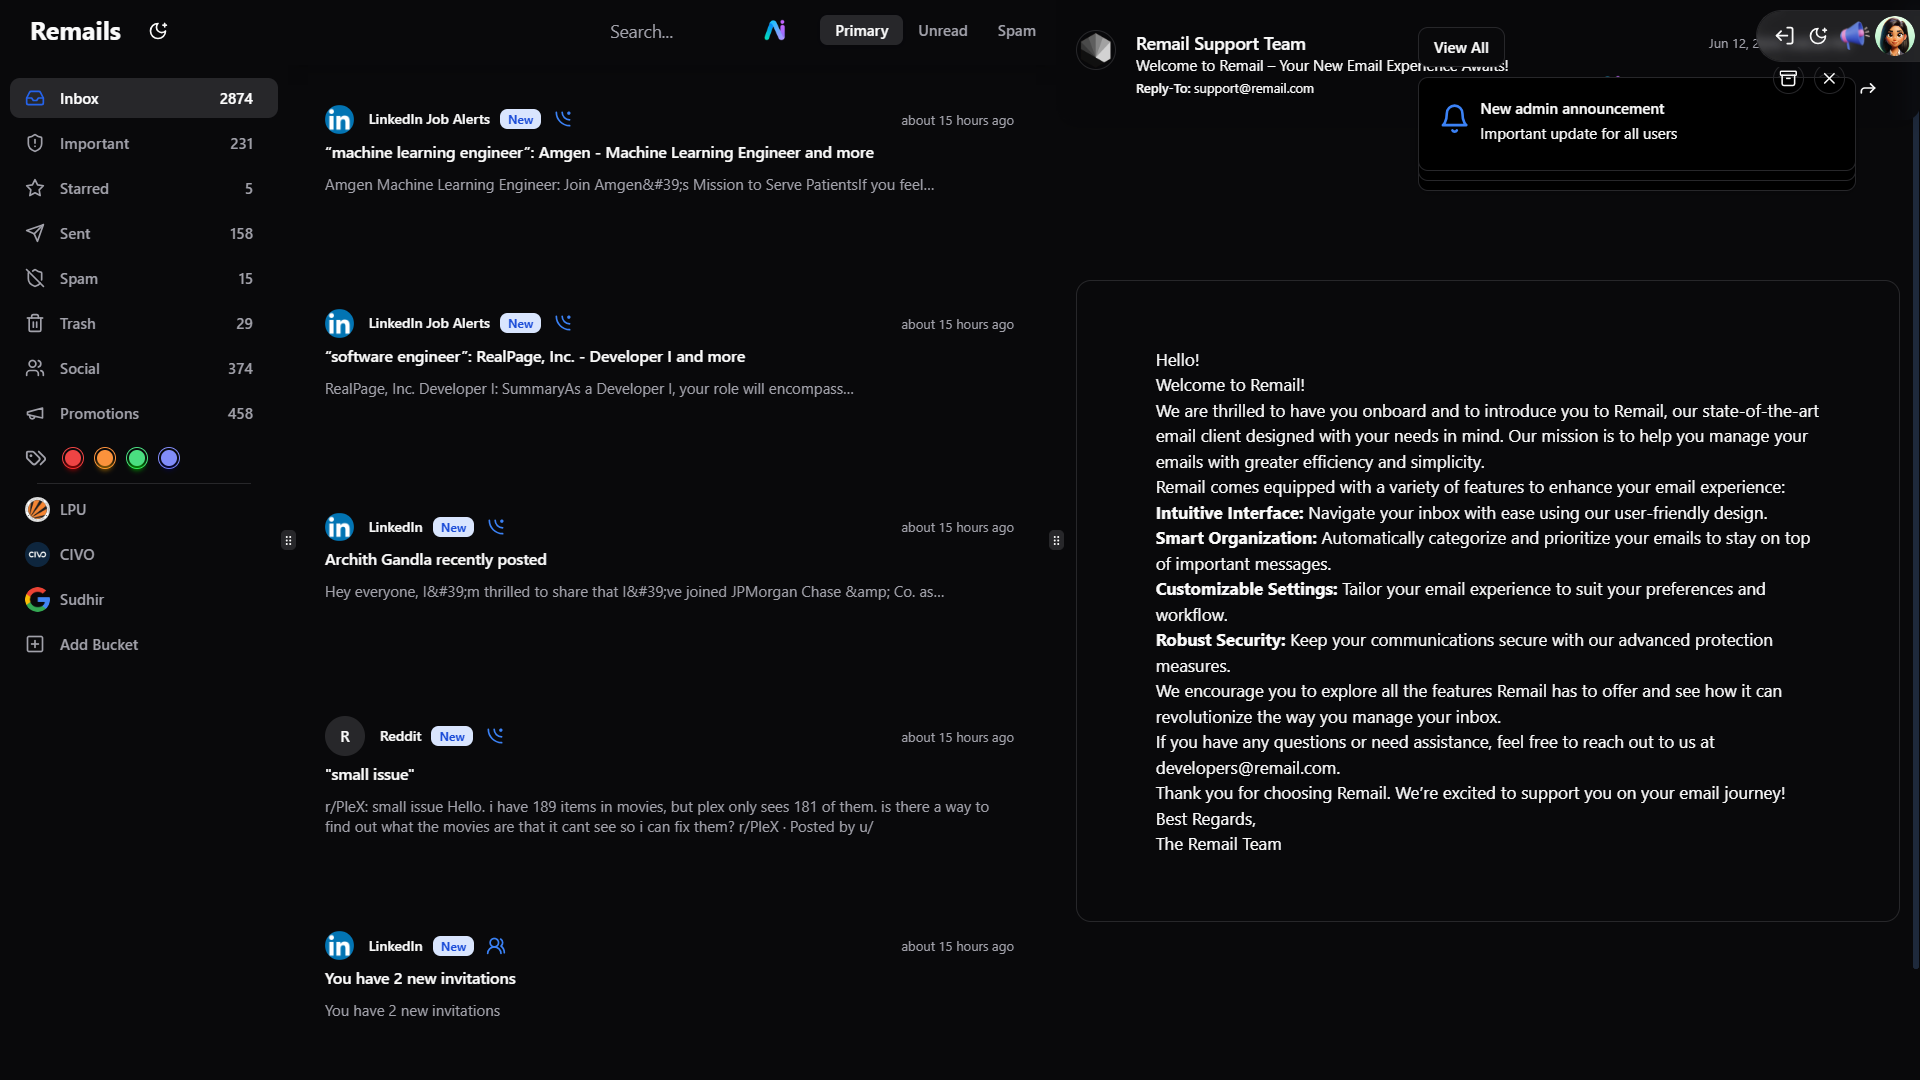 Remails
Inbox 2874
Important 231
Starred 5
Sent 158
Spam 15
Trash 29
Social 374
Promotions 458
LPU
CIVO
Sudhir
Add Bucket
Search...
Ai
Primary Unread Spam
LinkedIn Job Alerts New about 15 hours ago
“machine learning engineer”: Amgen - Machine Learning Engineer and more
Amgen Machine Learning Engineer: Join Amgen&#39;s Mission to Serve PatientsIf you feel...
LinkedIn Job Alerts New about 15 hours ago
“software engineer”: RealPage, Inc. - Developer I and more
RealPage, Inc. Developer I: SummaryAs a Developer I, your role will encompass...
LinkedIn New about 15 hours ago
Archith Gandla recently posted
Hey everyone, I&#39;m thrilled to share that I&#39;ve joined JPMorgan Chase &amp; Co. as...
R Reddit New about 15 hours ago
"small issue"
r/PleX: small issue Hello. i have 189 items in movies, but plex only sees 181 of them. is there a way to
find out what the movies are that it cant see so i can fix them? r/PleX · Posted by u/
LinkedIn New about 15 hours ago
You have 2 new invitations
You have 2 new invitations
Remail Support Team
Welcome to Remail – Your New Email Experience Awaits!
Reply-To: support@remail.com
Jun 12, 2
View All
New admin announcement
Important update for all users
Hello!
Welcome to Remail!
We are thrilled to have you onboard and to introduce you to Remail, our state-of-the-art
email client designed with your needs in mind. Our mission is to help you manage your
emails with greater efficiency and simplicity.
Remail comes equipped with a variety of features to enhance your email experience:
Intuitive Interface: Navigate your inbox with ease using our user-friendly design.
Smart Organization: Automatically categorize and prioritize your emails to stay on top
of important messages.
Customizable Settings: Tailor your email experience to suit your preferences and
workflow.
Robust Security: Keep your communications secure with our advanced protection
measures.
We encourage you to explore all the features Remail has to offer and see how it can
revolutionize the way you manage your inbox.
If you have any questions or need assistance, feel free to reach out to us at
developers@remail.com.
Thank you for choosing Remail. We’re excited to support you on your email journey!
Best Regards,
The Remail Team